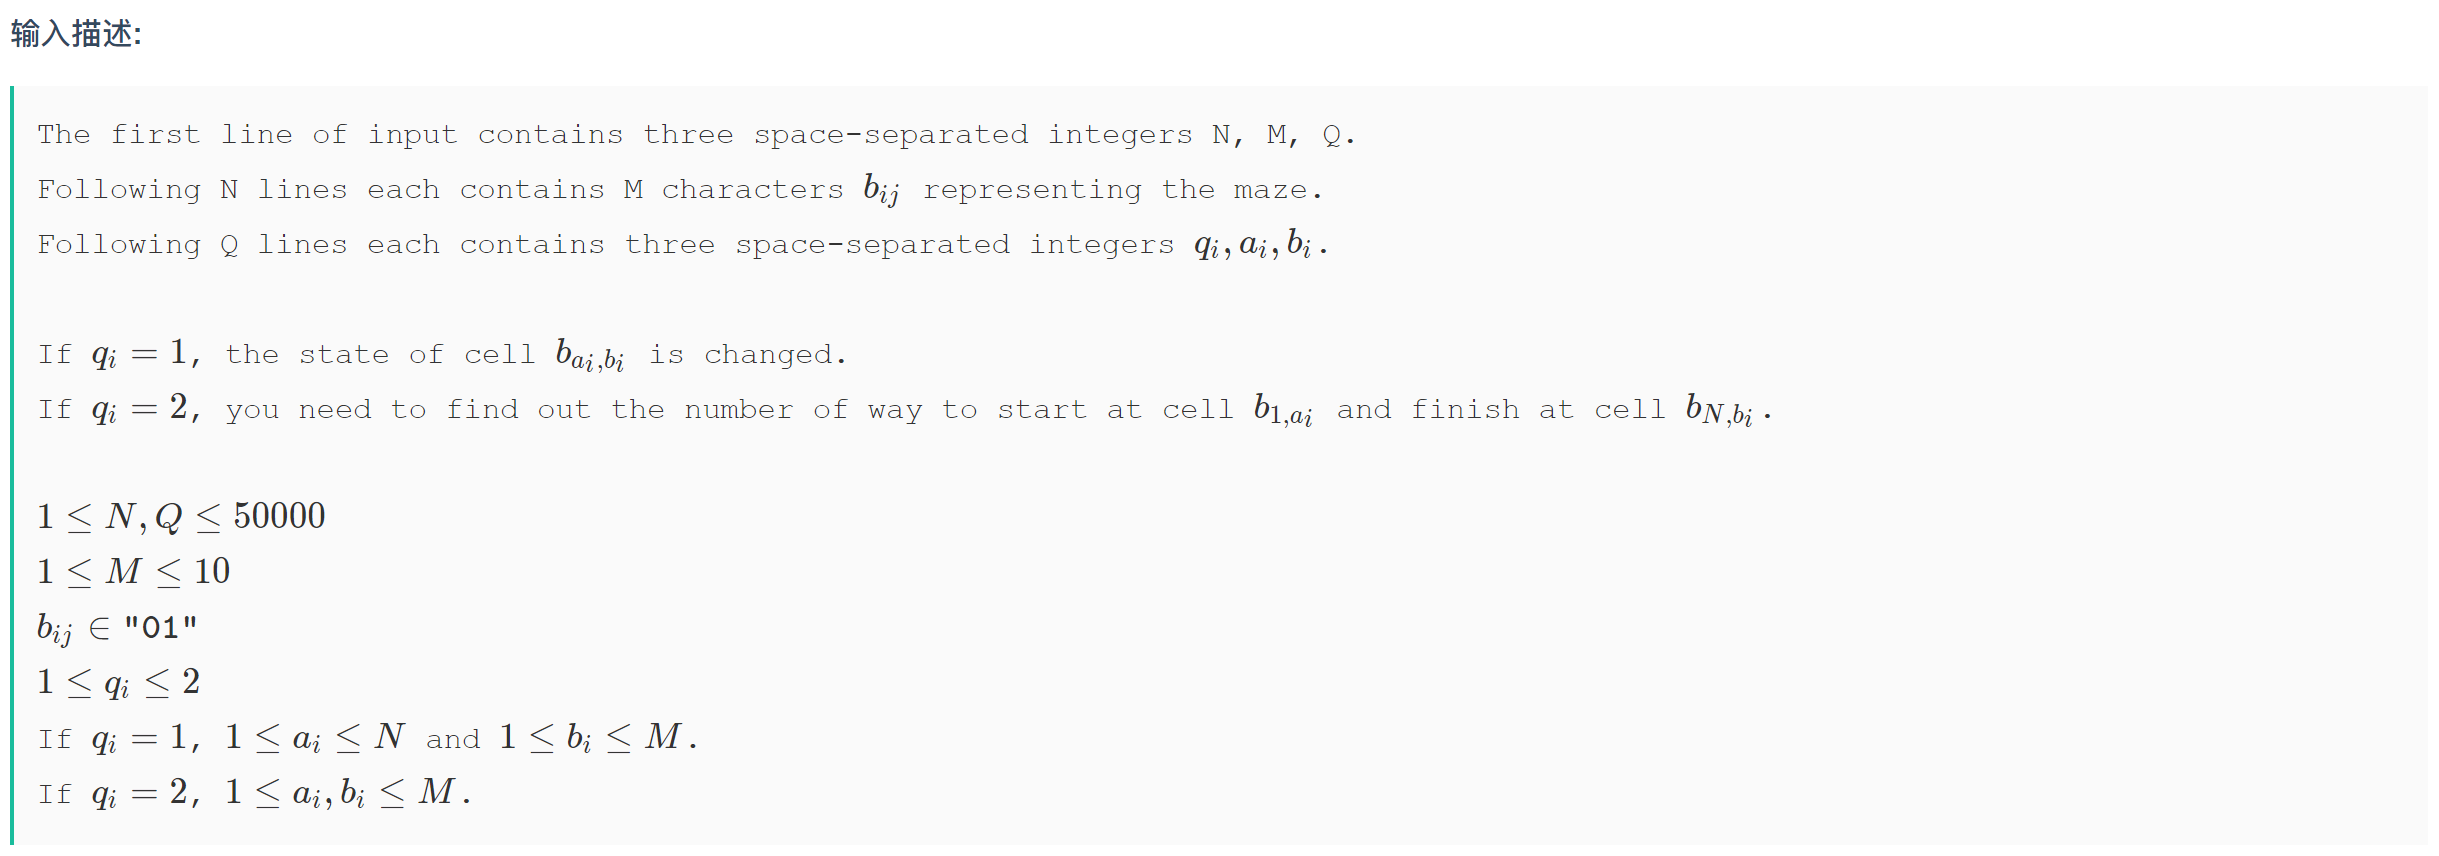 输入描述:
The first line of input contains three space-separated integers N, M, Q.
Following N lines each contains M characters $b_{ij}$ representing the maze.
Following Q lines each contains three space-separated integers $q_i, a_i, b_i$.
If $q_i = 1$, the state of cell $b_{a_i,b_i}$ is changed.
If $q_i = 2$, you need to find out the number of way to start at cell $b_{1,a_i}$ and finish at cell $b_{N,b_i}$.
$1 \leq N, Q \leq 50000$
$1 \leq M \leq 10$
$b_{ij} \in$ "01"
$1 \leq q_i \leq 2$
If $q_i = 1$, $1 \leq a_i \leq N$ and $1 \leq b_i \leq M$.
If $q_i = 2$, $1 \leq a_i, b_i \leq M$.